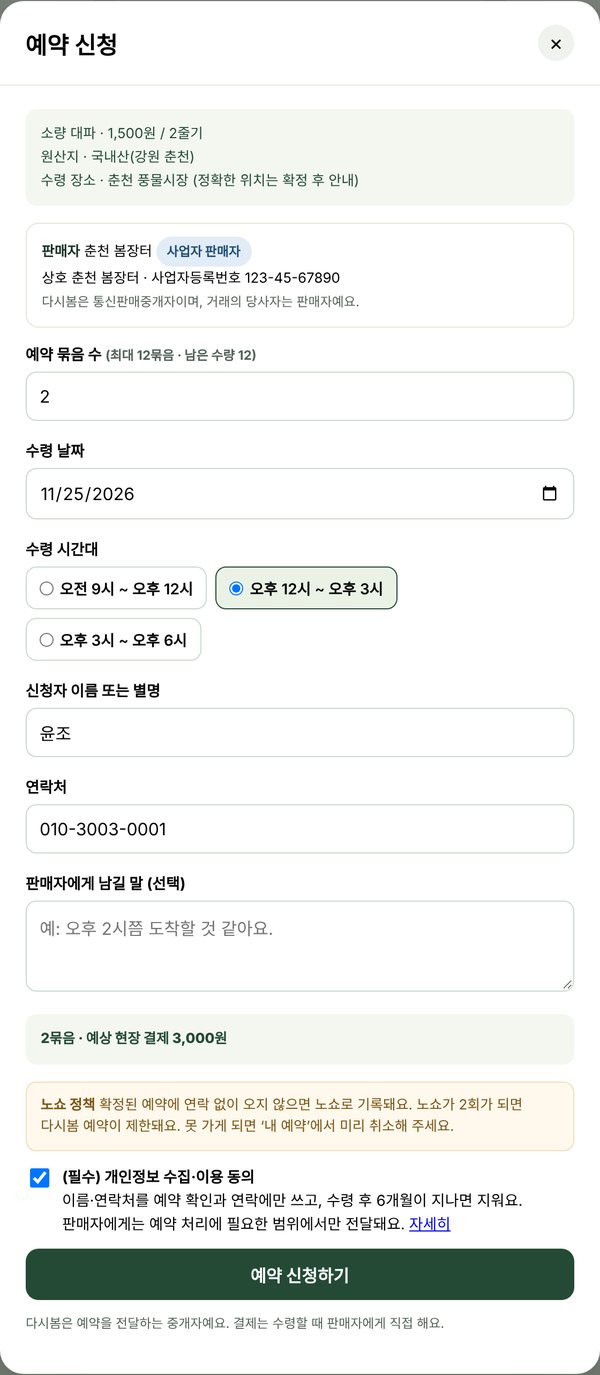 예약 신청
×
소량 대파 · 1,500원 / 2줄기
원산지 · 국내산(강원 춘천)
수령 장소 · 춘천 풍물시장 (정확한 위치는 확정 후 안내)
판매자 춘천 봄장터 사업자 판매자
상호 춘천 봄장터 · 사업자등록번호 123-45-67890
다시봄은 통신판매중개자이며, 거래의 당사자는 판매자예요.
예약 묶음 수 (최대 12묶음 · 남은 수량 12)
2
수령 날짜
11/25/2026
수령 시간대
오전 9시 ~ 오후 12시
오후 12시 ~ 오후 3시
오후 3시 ~ 오후 6시
신청자 이름 또는 별명
윤조
연락처
010-3003-0001
판매자에게 남길 말 (선택)
예: 오후 2시쯤 도착할 것 같아요.
2묶음 · 예상 현장 결제 3,000원
노쇼 정책 확정된 예약에 연락 없이 오지 않으면 노쇼로 기록돼요. 노쇼가 2회가 되면
다시봄 예약이 제한돼요. 못 가게 되면 ‘내 예약’에서 미리 취소해 주세요.
(필수) 개인정보 수집·이용 동의
이름·연락처를 예약 확인과 연락에만 쓰고, 수령 후 6개월이 지나면 지워요.
판매자에게는 예약 처리에 필요한 범위에서만 전달돼요. 자세히
예약 신청하기
다시봄은 예약을 전달하는 중개자예요. 결제는 수령할 때 판매자에게 직접 해요.